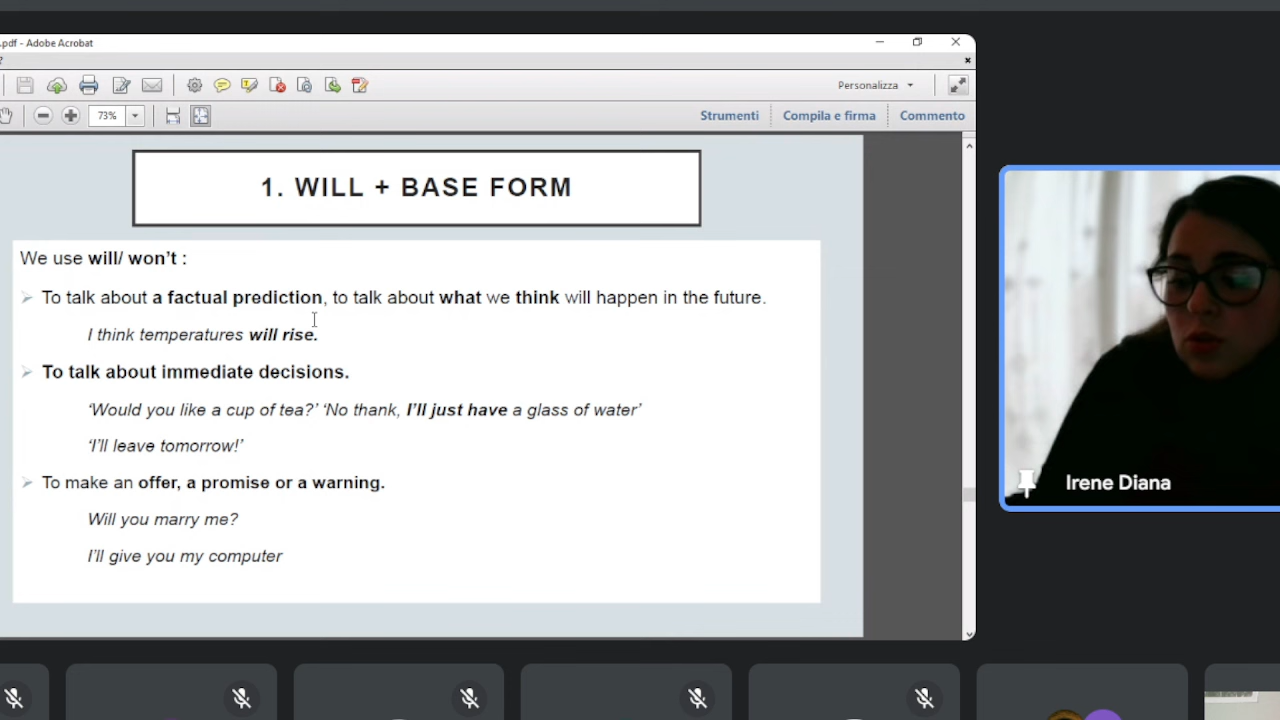 .pdf - Adobe Acrobat
?
Personalizza
73%
Strumenti
Compila e firma
Commento
1. WILL + BASE FORM
We use will/ won’t :
To talk about a factual prediction, to talk about what we think will happen in the future.
I think temperatures will rise.
To talk about immediate decisions.
‘Would you like a cup of tea?’ ‘No thank, I’ll just have a glass of water’
‘I’ll leave tomorrow!’
To make an offer, a promise or a warning.
Will you marry me?
I’ll give you my computer
Irene Diana